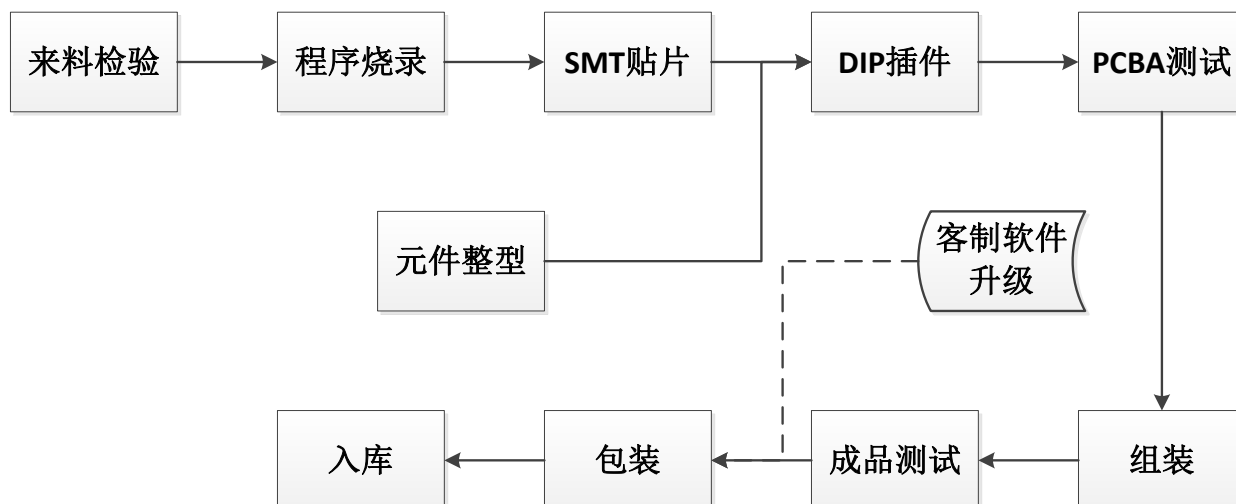 来料检验
程序烧录
SMT贴片
DIP插件
PCBA测试
元件整型
客制软件
升级
入库
包装
成品测试
组装